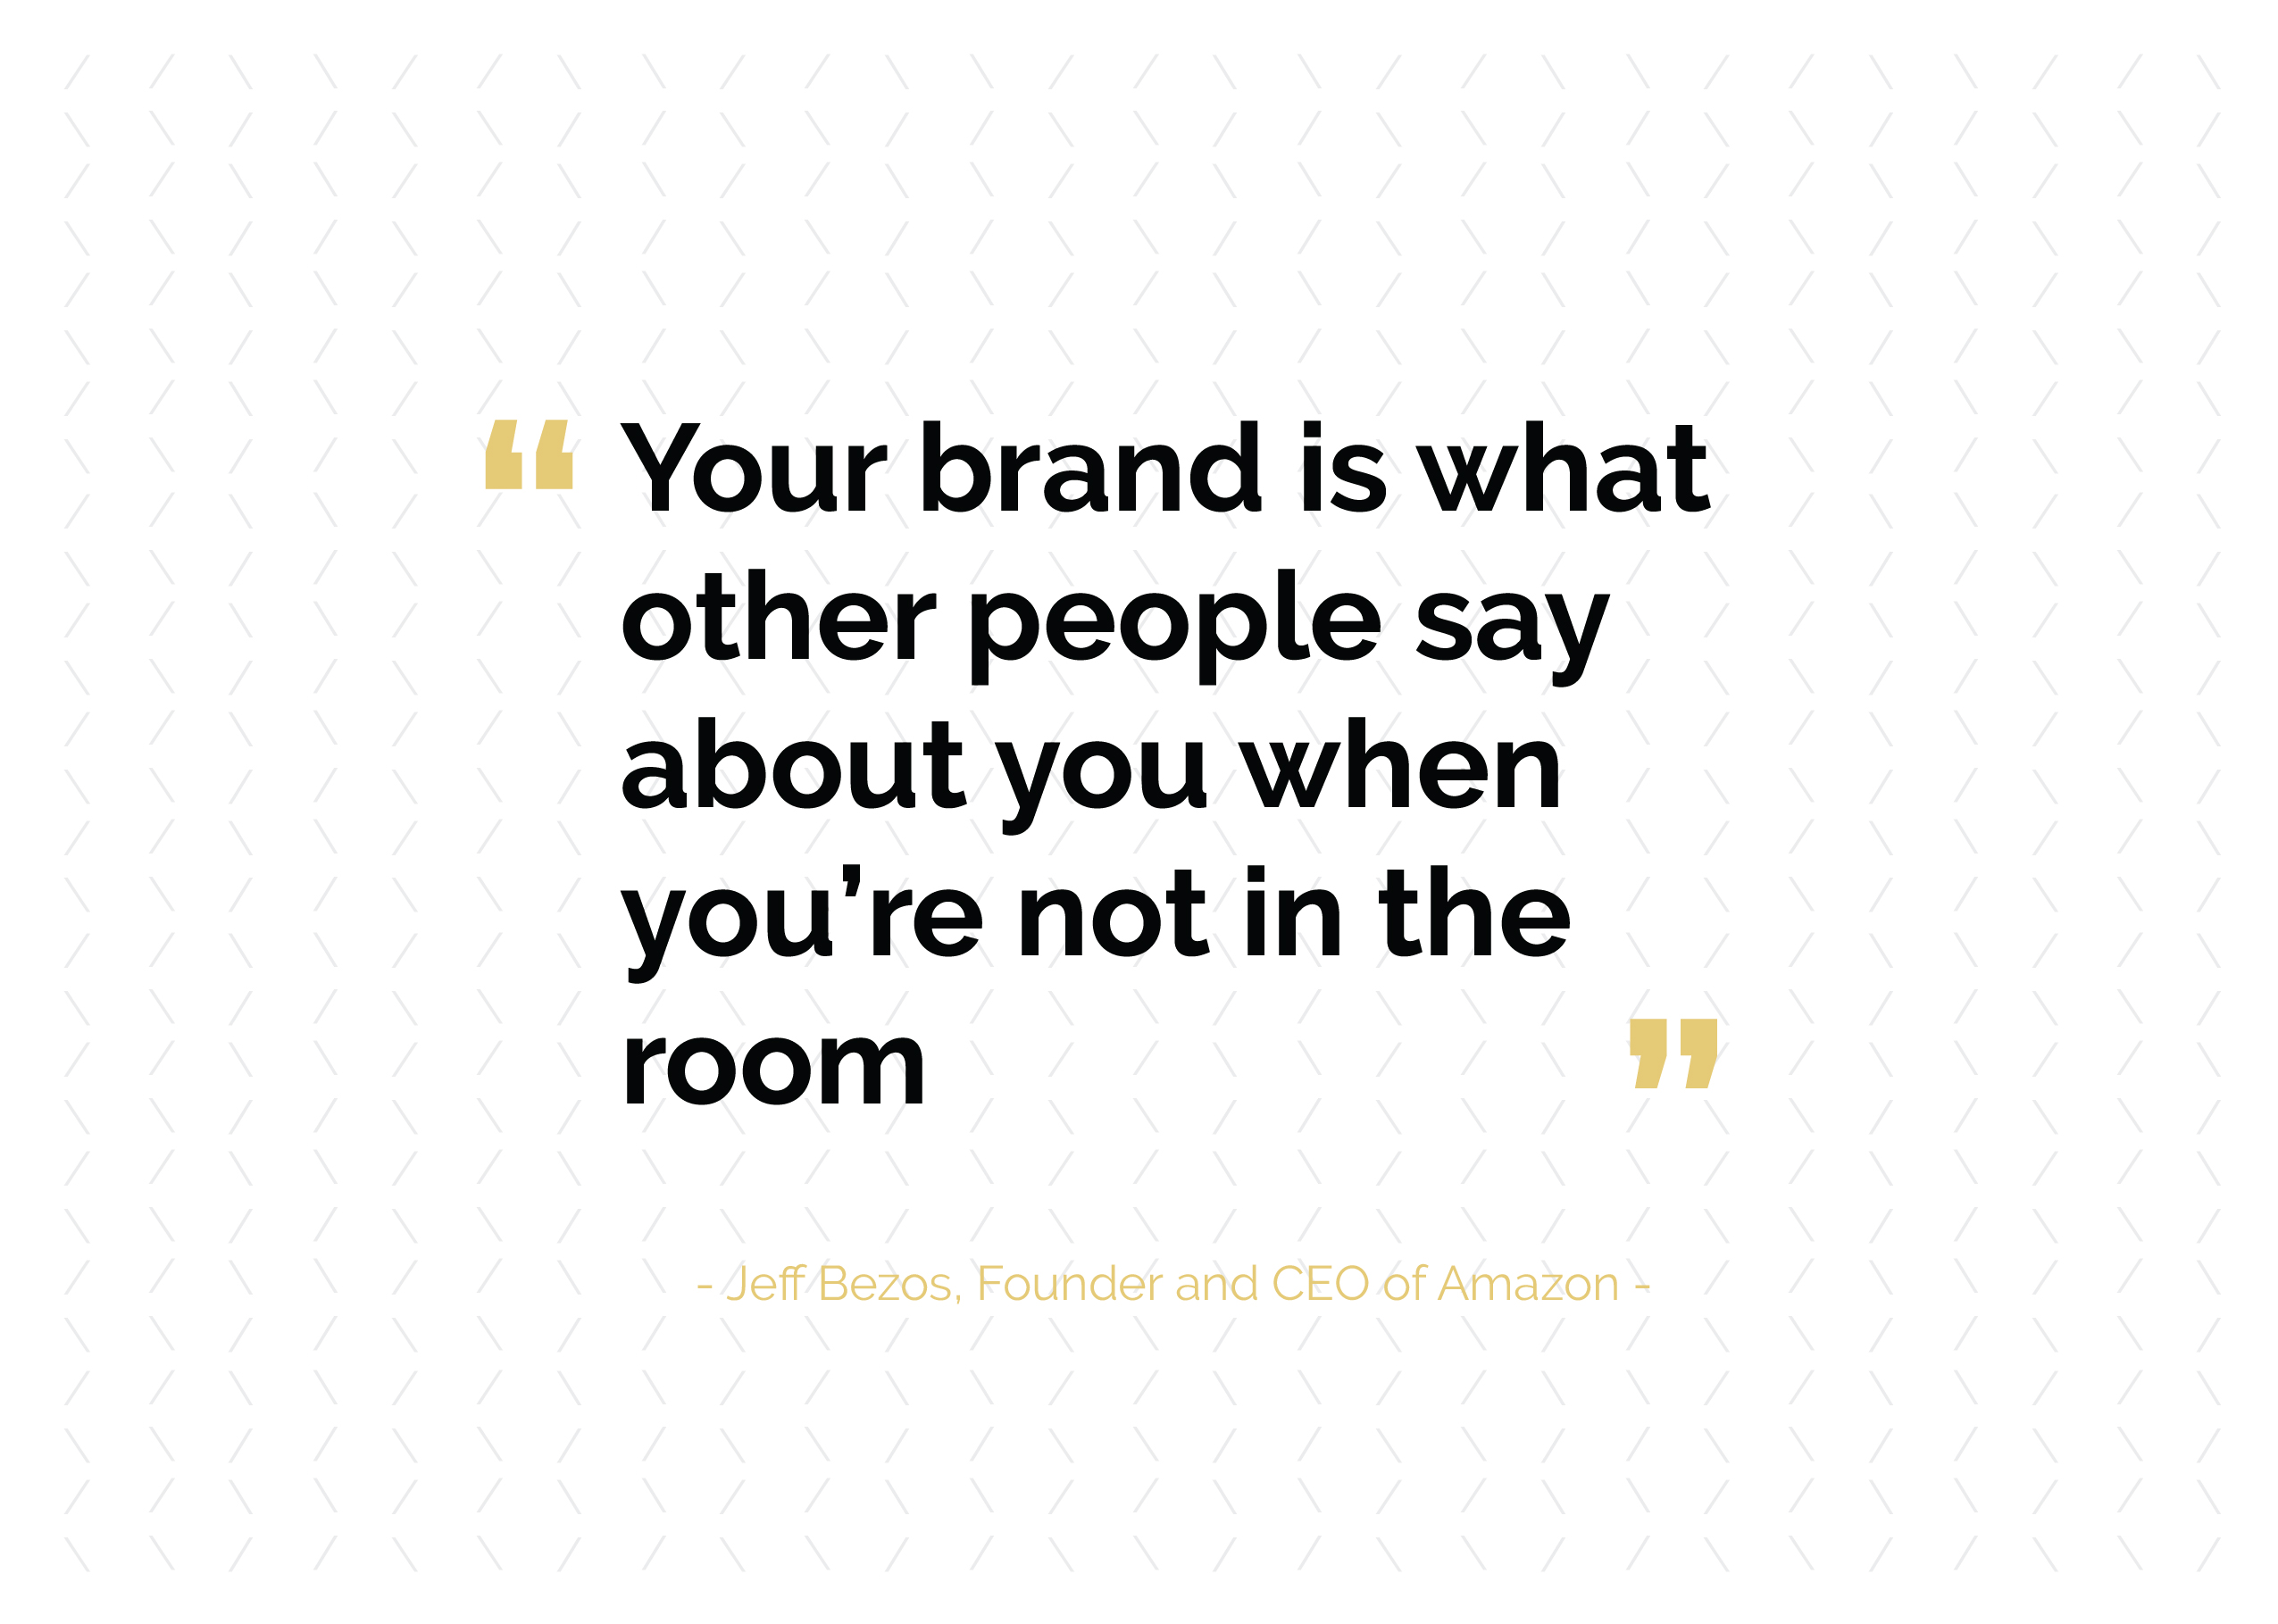 “ Your brand is what
other people say
about you when
you’re not in the
room ”
- Jeff Bezos, Founder and CEO of Amazon -